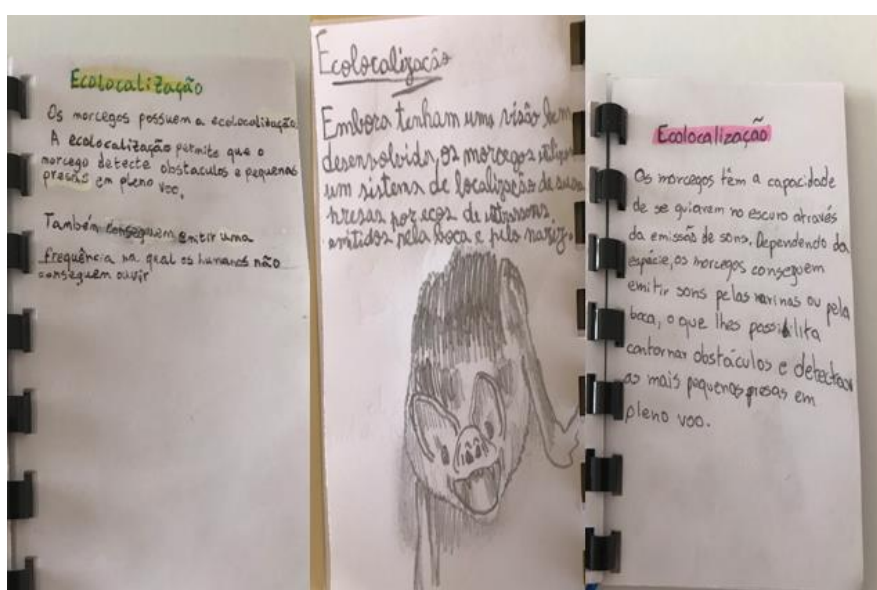 Ecolocalização
Os morcegos possuem a ecolocalização.
A ecolocalização permite que o
morcego detecte obstaculos e pequenas
presas em pleno voo.
Também conseguem emitir uma
frequência na qual os humanos não
conseguem ouvir
Ecolocalização
Embora tenham uma visão bem
desenvolvida, os morcegos
um sistema de localização de suas
presas por ecos de ultrassons,
emitidos pela boca e pelo nariz.
Ecolocalização
Os morcegos têm a capacidade
de se guiarem no escuro através
da emissão de sons. Dependendo da
espécie, os morcegos conseguem
emitir sons pelas narinas ou pela
boca, o que lhes possibilita
contornar obstáculos e detectar
as mais pequenas presas em
pleno voo.